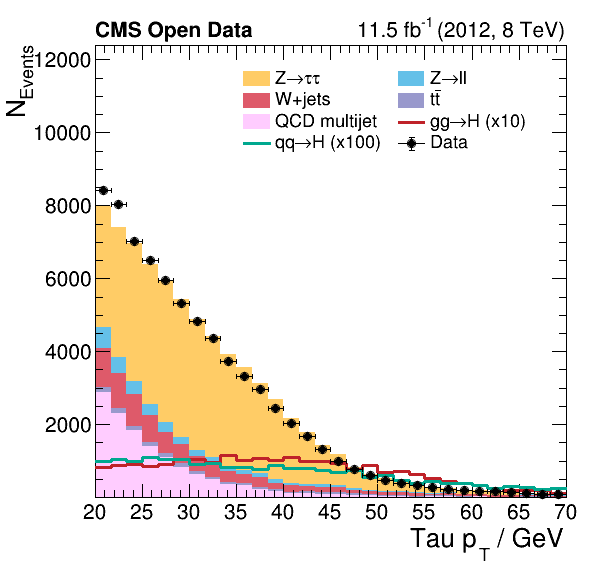 CMS Open Data 11.5 fb⁻¹ (2012, 8 TeV)
N_Events
12000
10000
8000
6000
4000
2000
Z→ττ Z→ll
W+jets tt̄
QCD multijet gg→H (x10)
qq→H (x100) Data
20 25 30 35 40 45 50 55 60 65 70
Tau p_T / GeV